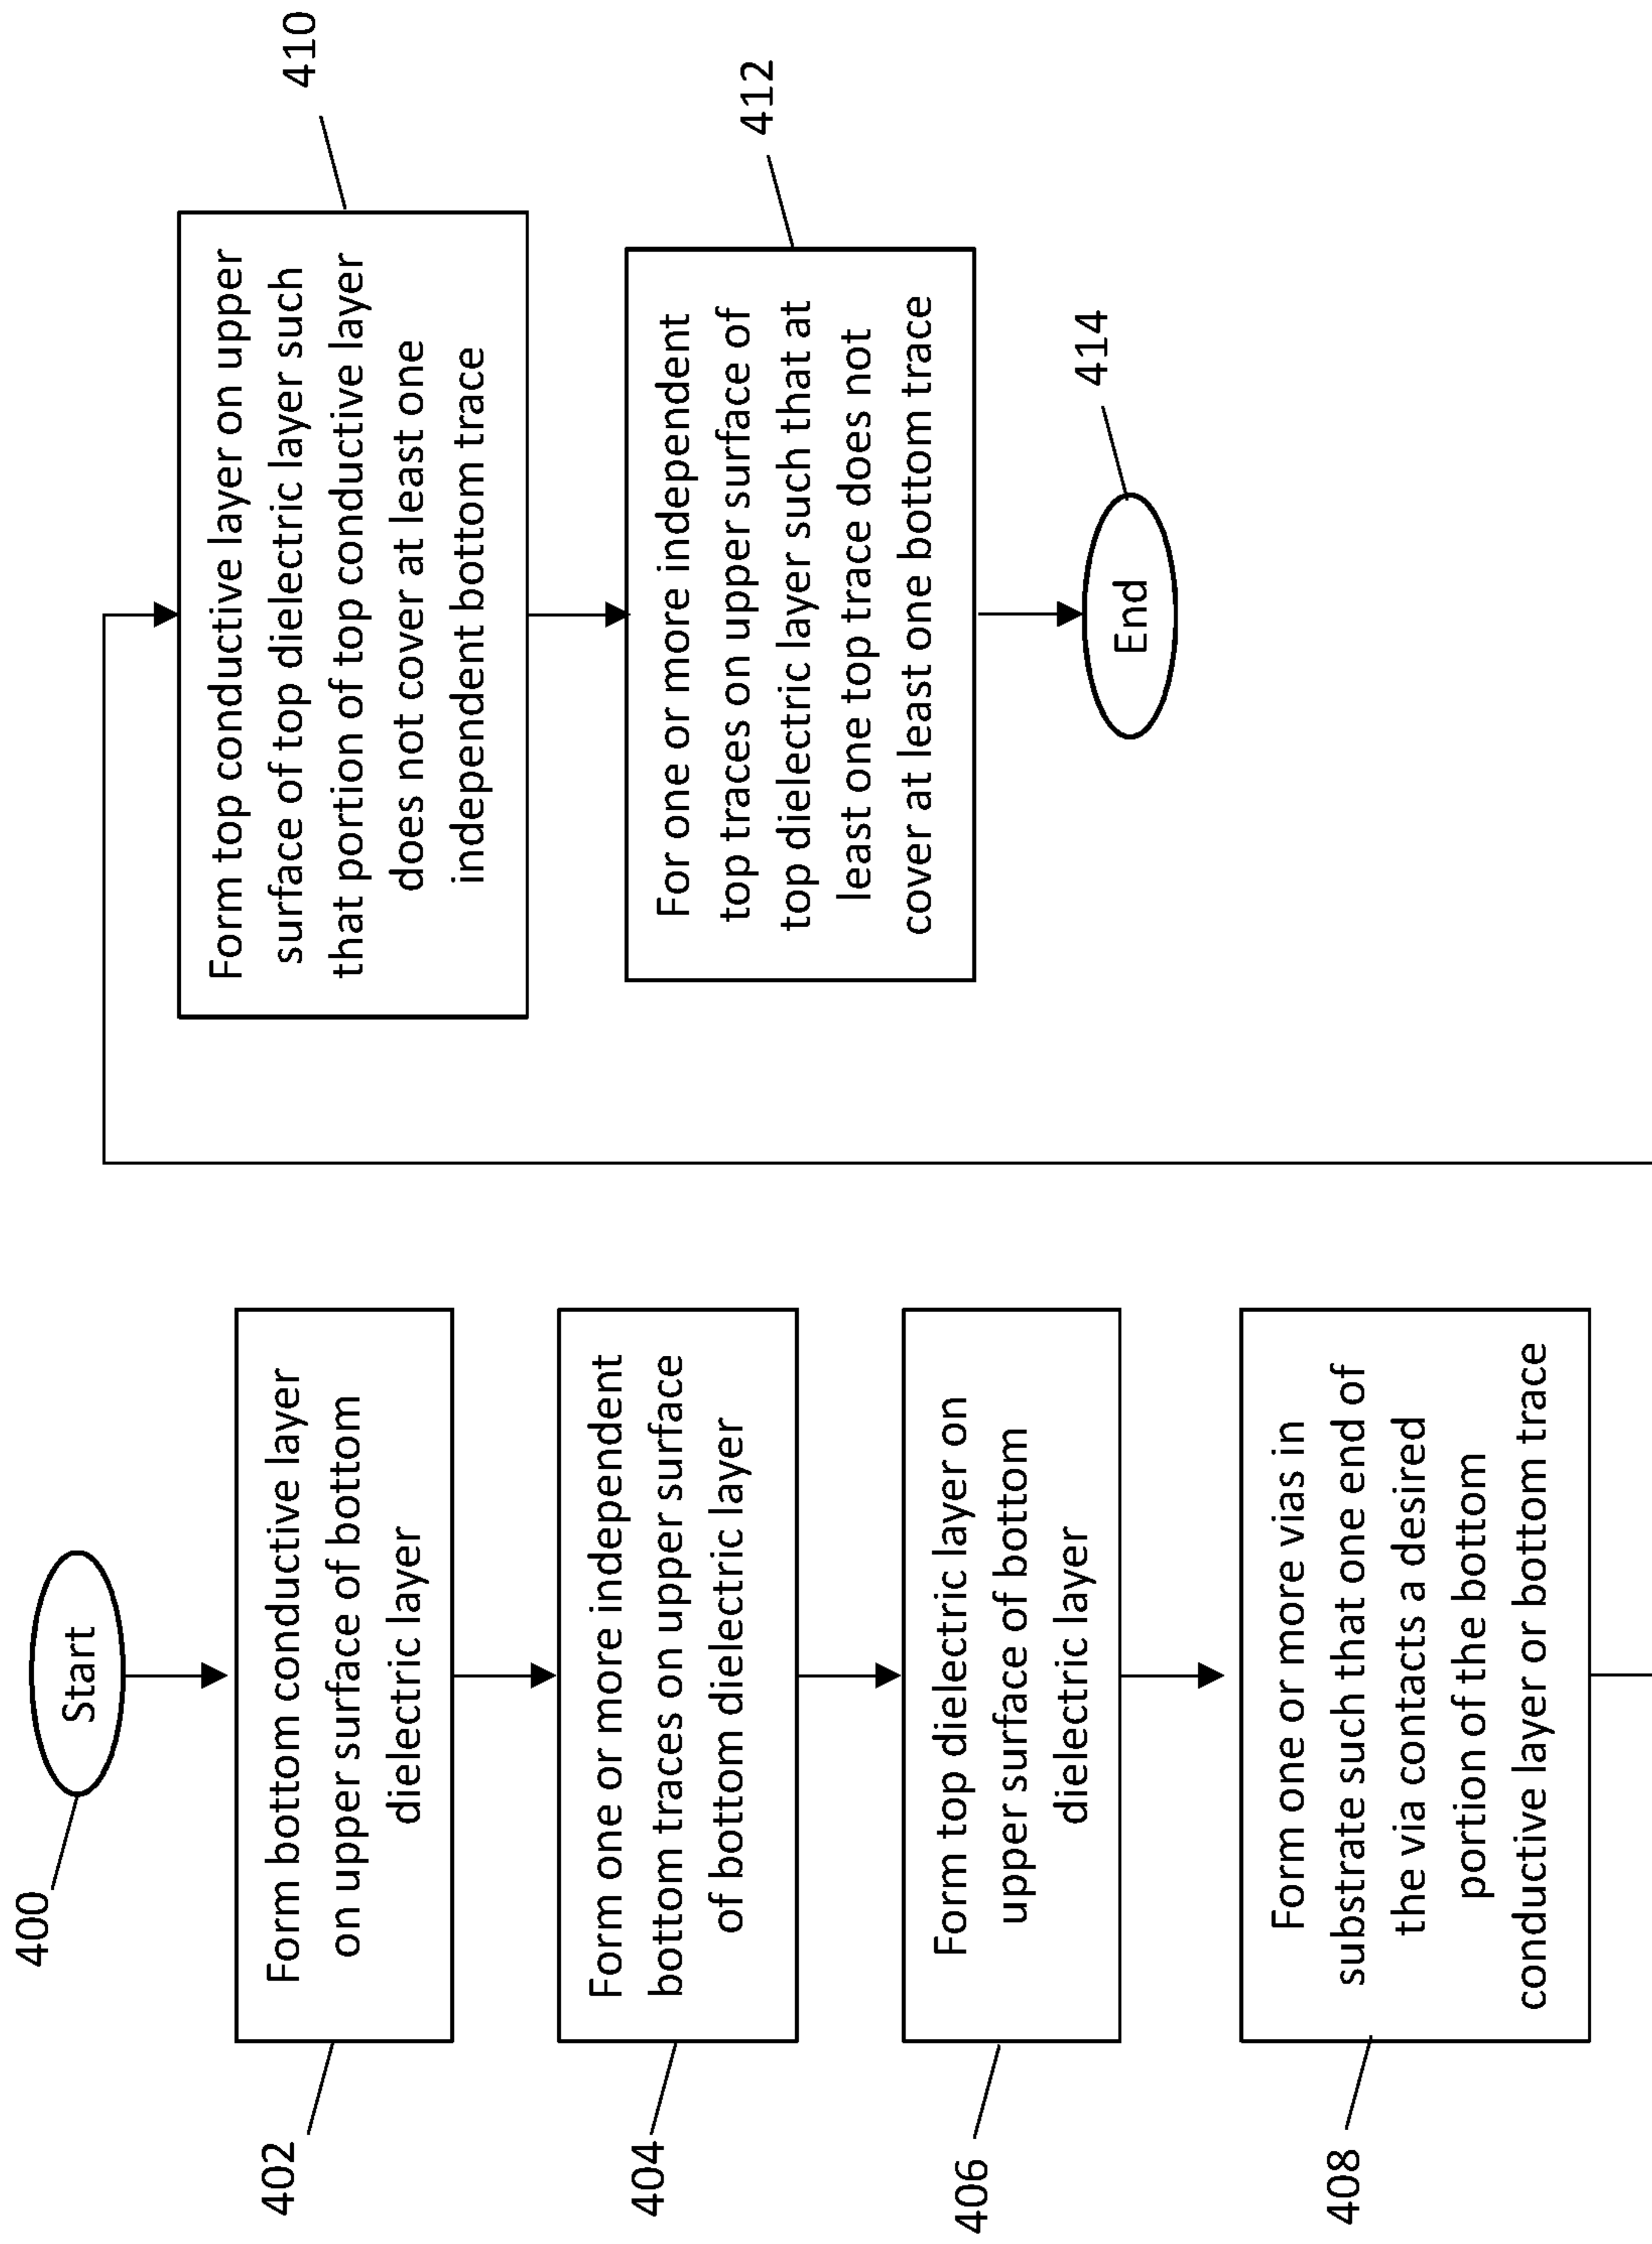 400
Start
402
Form bottom conductive layer
on upper surface of bottom
dielectric layer
404
Form one or more independent
bottom traces on upper surface
of bottom dielectric layer
406
Form top dielectric layer on
upper surface of bottom
dielectric layer
408
Form one or more vias in
substrate such that one end of
the via contacts a desired
portion of the bottom
conductive layer or bottom trace
410
Form top conductive layer on upper
surface of top dielectric layer such
that portion of top conductive layer
does not cover at least one
independent bottom trace
412
For one or more independent
top traces on upper surface of
top dielectric layer such that at
least one top trace does not
cover at least one bottom trace
414
End